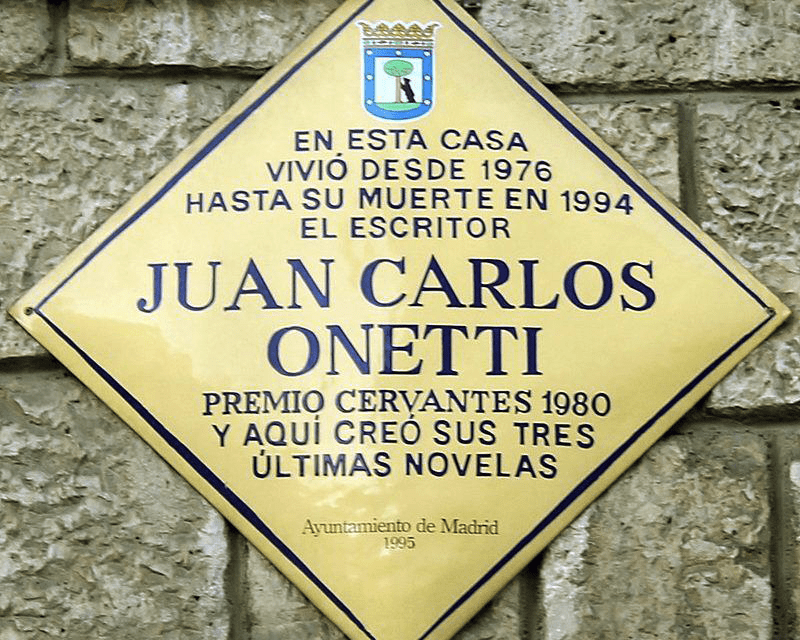 EN ESTA CASA
VIVIÓ DESDE 1976
HASTA SU MUERTE EN 1994
EL ESCRITOR
JUAN CARLOS
ONETTI
PREMIO CERVANTES 1980
Y AQUÍ CREÓ SUS TRES
ÚLTIMAS NOVELAS
Ayuntamiento de Madrid
1995